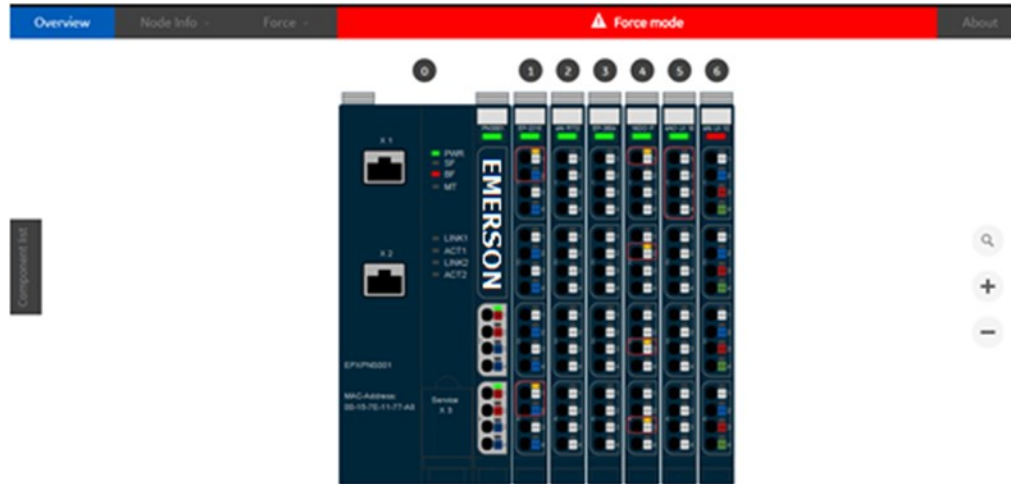 Overview
Node Info
Force
Force mode
About
0
1
2
3
4
5
6
X 1
PWR
SF
BF
MT
EMERSON
X 2
LINK1
ACT1
LINK2
ACT2
Component list
EPXPNS001
MAC-Address:
Service
X 9